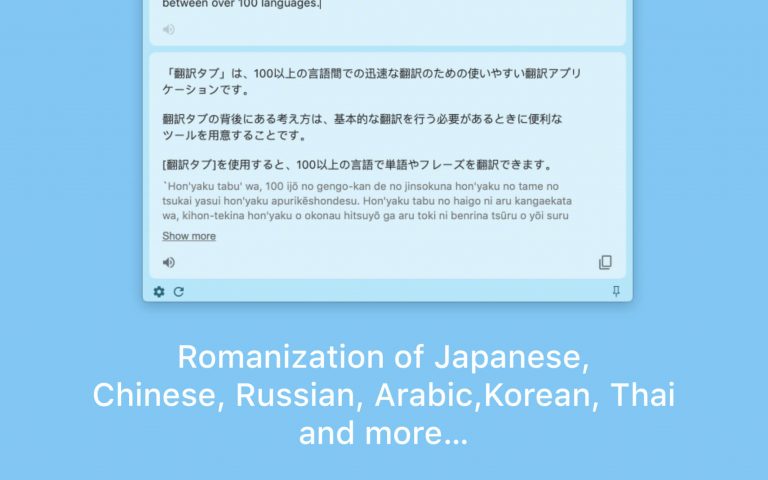 between over 100 languages.
「翻訳タブ」は、100以上の言語間での迅速な翻訳のための使いやすい翻訳アプリ
ケーションです。
翻訳タブの背後にある考え方は、基本的な翻訳を行う必要があるときに便利な
ツールを用意することです。
[翻訳タブ]を使用すると、100以上の言語で単語やフレーズを翻訳できます。
`Hon'yaku tabu' wa, 100 ijō no gengo-kan de no jinsokuna hon'yaku no tame no
tsukai yasui hon'yaku apurikēshondesu. Hon'yaku tabu no haigo ni aru kangaekata
wa, kihon-tekina hon'yaku o okonau hitsuyō ga aru toki ni benrina tsūru o yōi suru
Show more
Romanization of Japanese,
Chinese, Russian, Arabic,Korean, Thai
and more...